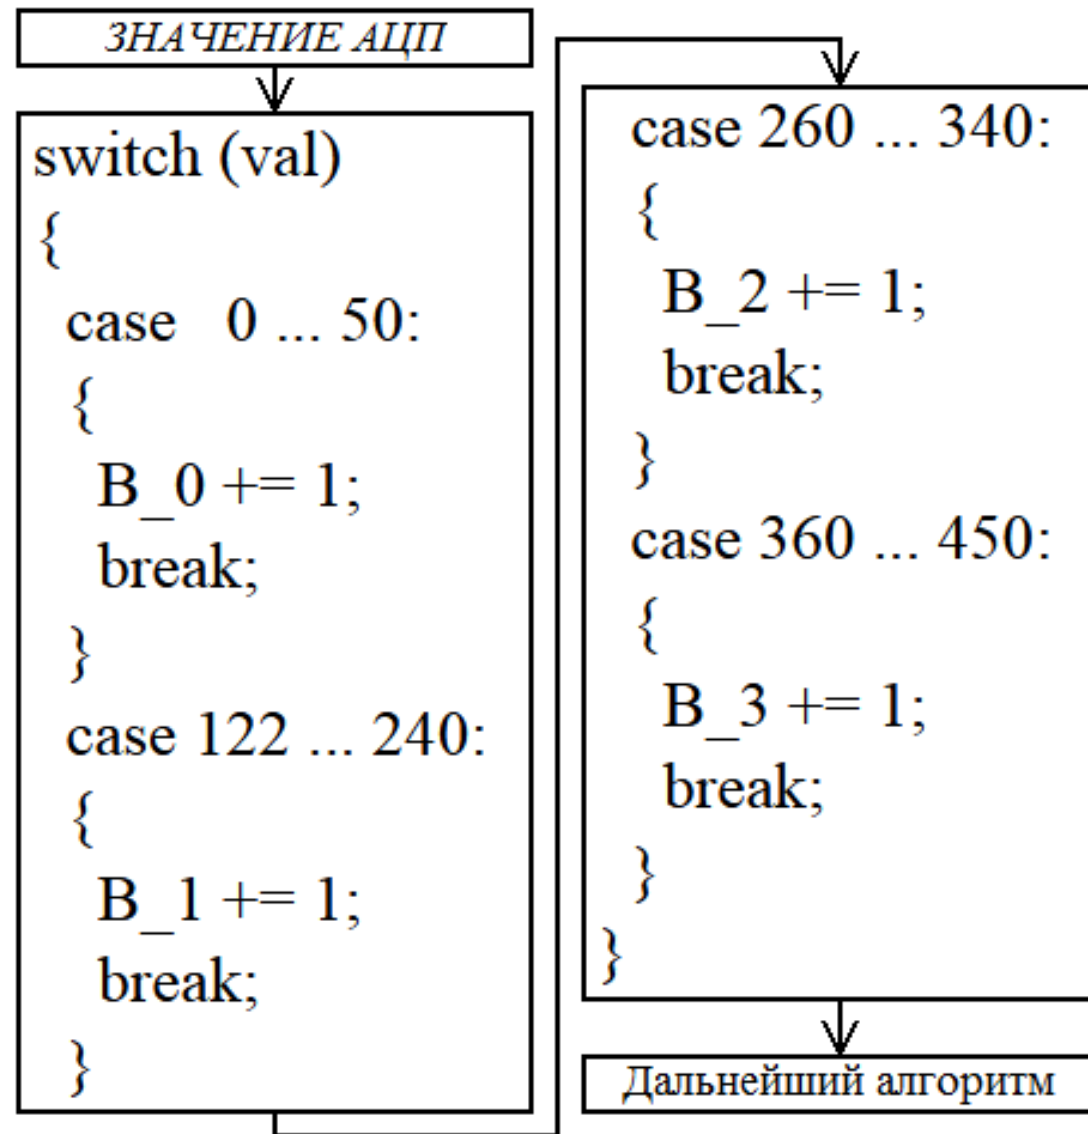 ЗНАЧЕНИЕ АЦП
switch (val)
{
case 0 ... 50:
{
B_0 += 1;
break;
}
case 122 ... 240:
{
B_1 += 1;
break;
}
case 260 ... 340:
{
B_2 += 1;
break;
}
case 360 ... 450:
{
B_3 += 1;
break;
}
}
Дальнейший алгоритм